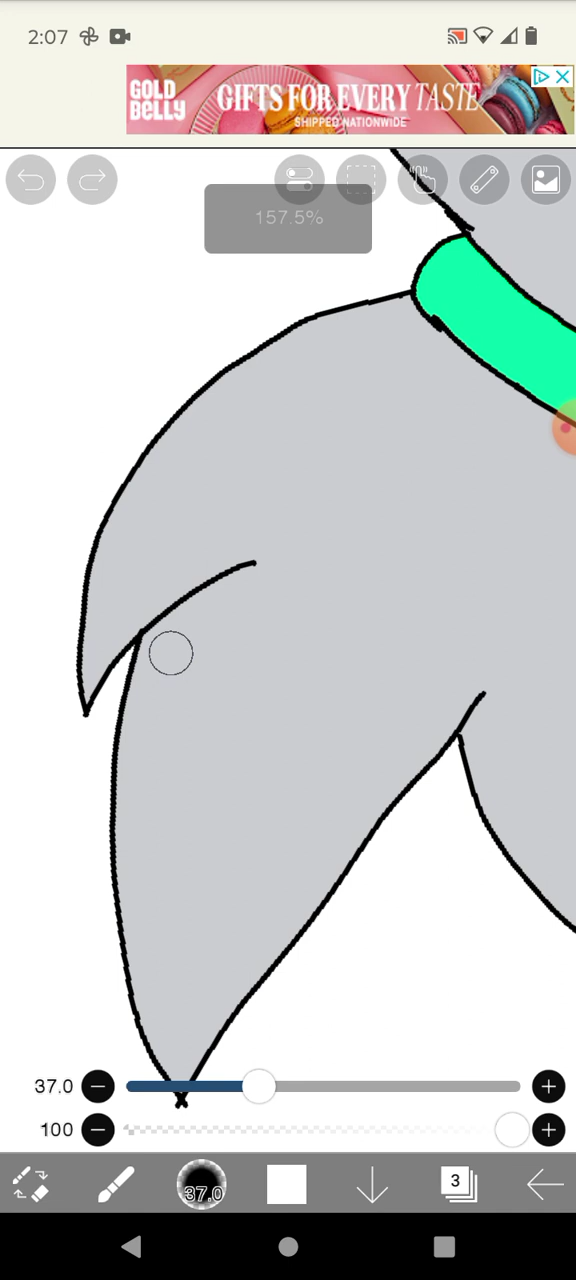 2:07
GOLD
BELLY
GIFTS FOR EVERY TASTE
SHIPPED NATIONWIDE
157.5%
37.0
100
37.0
3